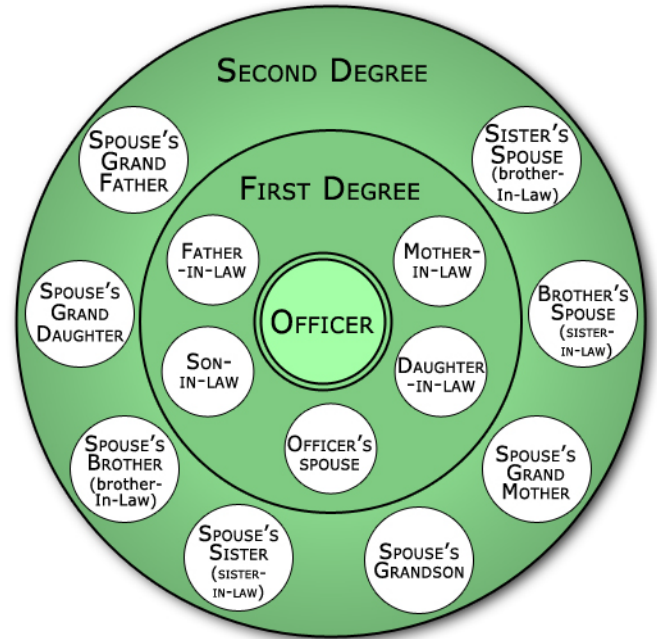 SECOND DEGREE
SPOUSE'S
GRAND
FATHER
SISTER'S
SPOUSE
(brother-
In-Law)
FIRST DEGREE
FATHER
-IN-LAW
MOTHER-
IN-LAW
SPOUSE'S
GRAND
DAUGHTER
OFFICER
BROTHER'S
SPOUSE
(SISTER-
IN-LAW)
SON-
IN-LAW
DAUGHTER
-IN-LAW
SPOUSE'S
BROTHER
(brother-
In-Law)
OFFICER'S
SPOUSE
SPOUSE'S
GRAND
MOTHER
SPOUSE'S
SISTER
(SISTER-
IN-LAW)
SPOUSE'S
GRANDSON